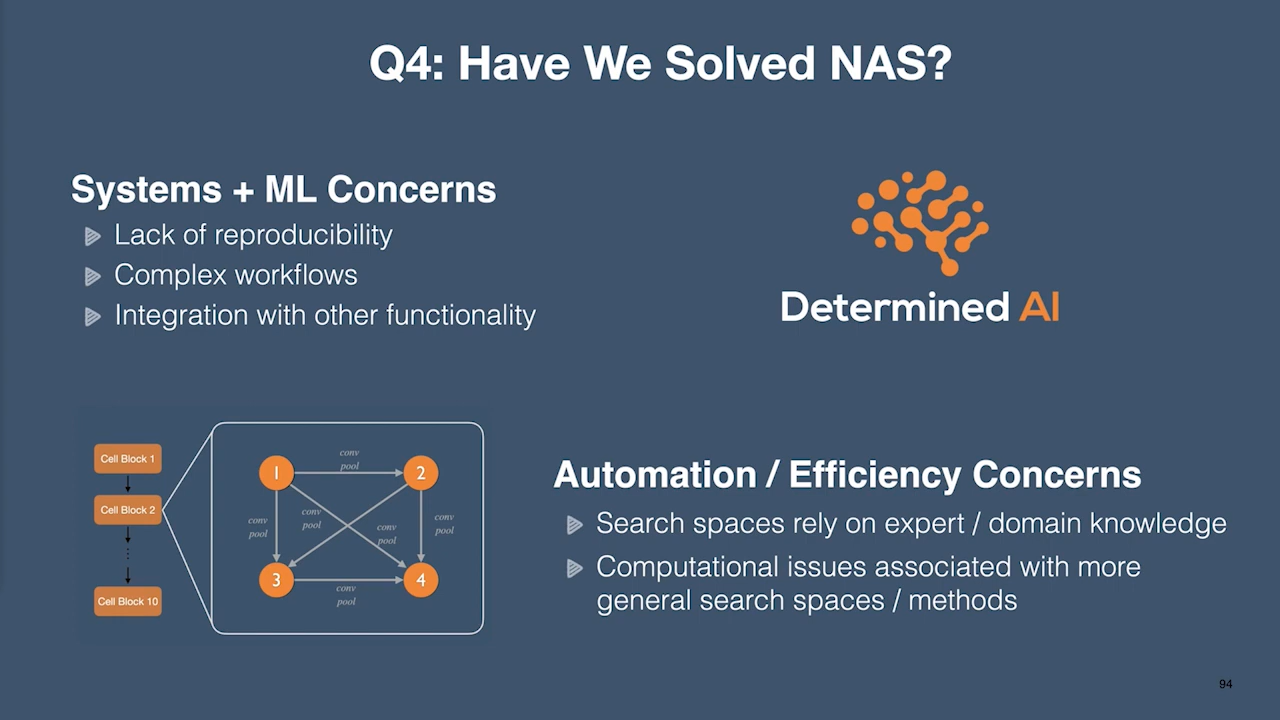 Q4: Have We Solved NAS?
Systems + ML Concerns
Lack of reproducibility
Complex workflows
Integration with other functionality
Determined AI
Cell Block 1
Cell Block 2
Cell Block 10
1
conv
pool
2
conv
pool
conv
pool
conv
pool
conv
pool
3
conv
pool
4
Automation / Efficiency Concerns
Search spaces rely on expert / domain knowledge
Computational issues associated with more
general search spaces / methods
94